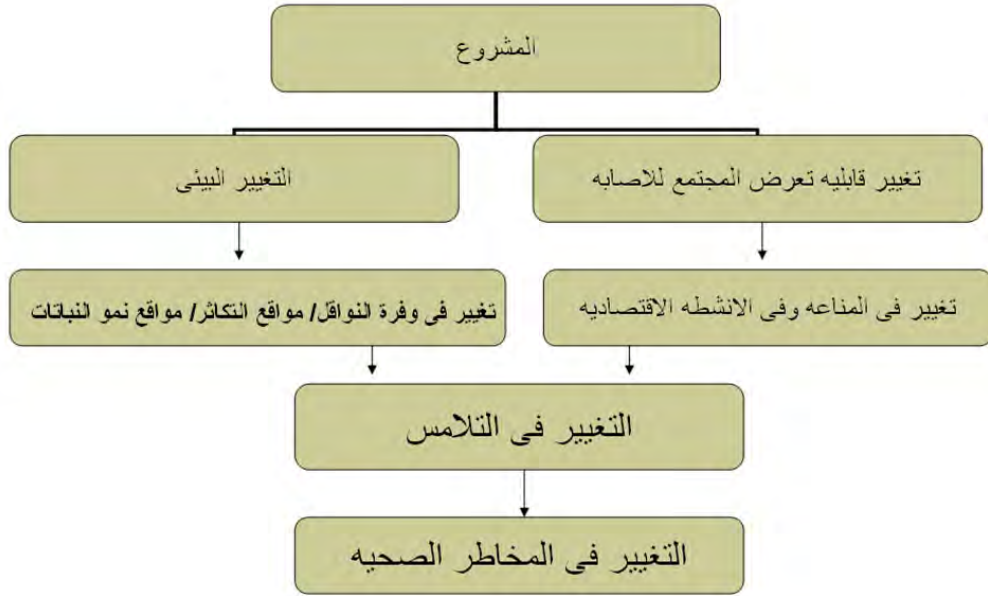 المشروع
تغيير قابليه تعرض المجتمع للاصابه
التغيير البيئى
تغيير فى المناعه وفى الانشطه الاقتصاديه
تغيير فى وفرة النواقل/ مواقع التكاثر/ مواقع نمو النباتات
التغيير فى التلامس
التغيير فى المخاطر الصحيه